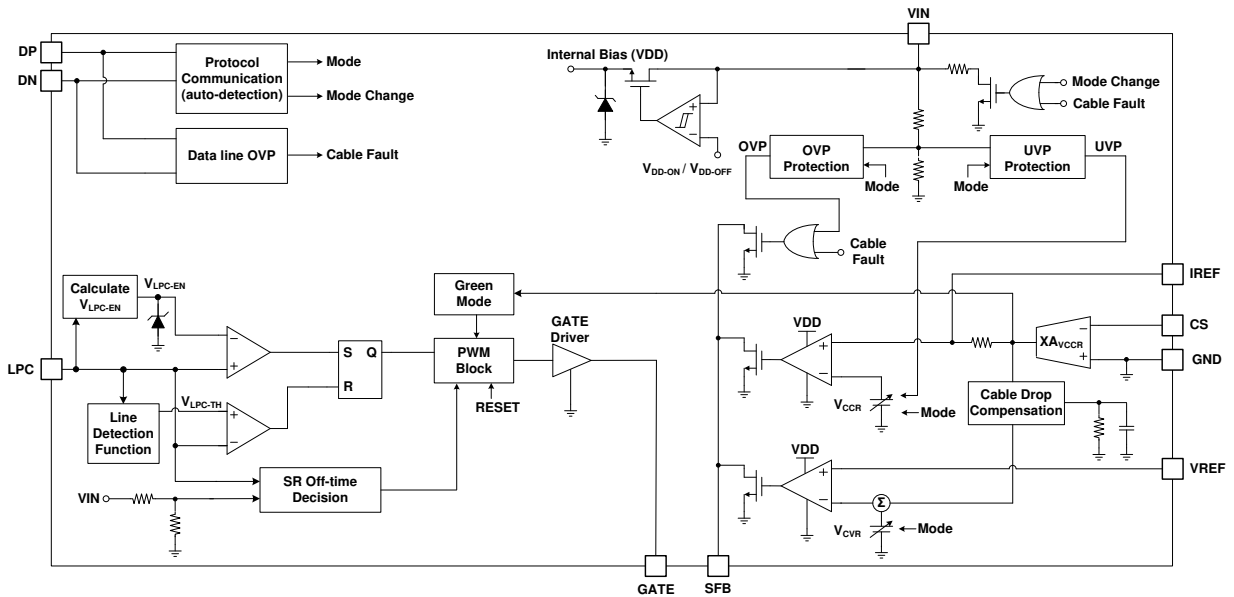 VIN
DP
DN
Protocol
Communication
(auto-detection)
Mode
Mode Change
Data line OVP
Cable Fault
Internal Bias (VDD)
+
−
VDD-ON / VDD-OFF
Mode Change
Cable Fault
OVP
OVP
Protection
Mode
UVP
Protection
UVP
Mode
Cable
Fault
Calculate
VLPC-EN
VLPC-EN
−
+
LPC
Line
Detection
Function
VLPC-TH
+
−
S Q
R
Green
Mode
PWM
Block
RESET
GATE
Driver
SR Off-time
Decision
VIN
VDD
+
−
VCCR
Mode
XAVCCR
−
+
Cable Drop
Compensation
IREF
CS
GND
VDD
+
−
Σ
VCVR
Mode
VREF
GATE
SFB